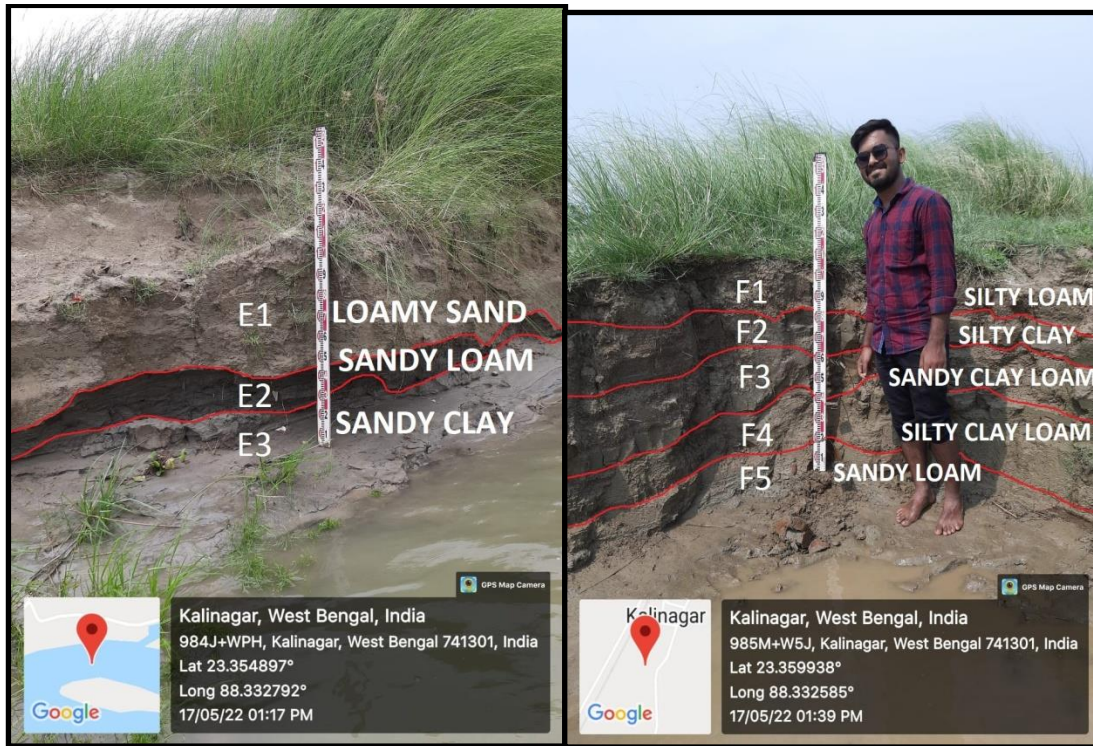 E1
LOAMY SAND
SANDY LOAM
E2
SANDY CLAY
E3
GPS Map Camera
Google
Kalinagar, West Bengal, India
984J+WPH, Kalinagar, West Bengal 741301, India
Lat 23.354897°
Long 88.332792°
17/05/22 01:17 PM
F1
SILTY LOAM
F2
SILTY CLAY
F3
SANDY CLAY LOAM
F4
SILTY CLAY LOAM
F5
SANDY LOAM
GPS Map Camera
Kalinagar
Google
Kalinagar, West Bengal, India
985M+W5J, Kalinagar, West Bengal 741301, India
Lat 23.359938°
Long 88.332585°
17/05/22 01:39 PM